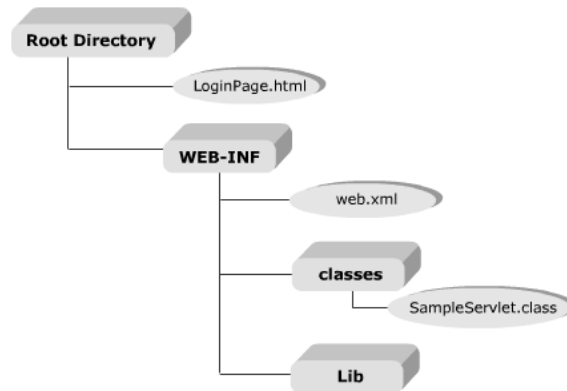 Root Directory
LoginPage.html
WEB-INF
web.xml
classes
SampleServlet.class
Lib